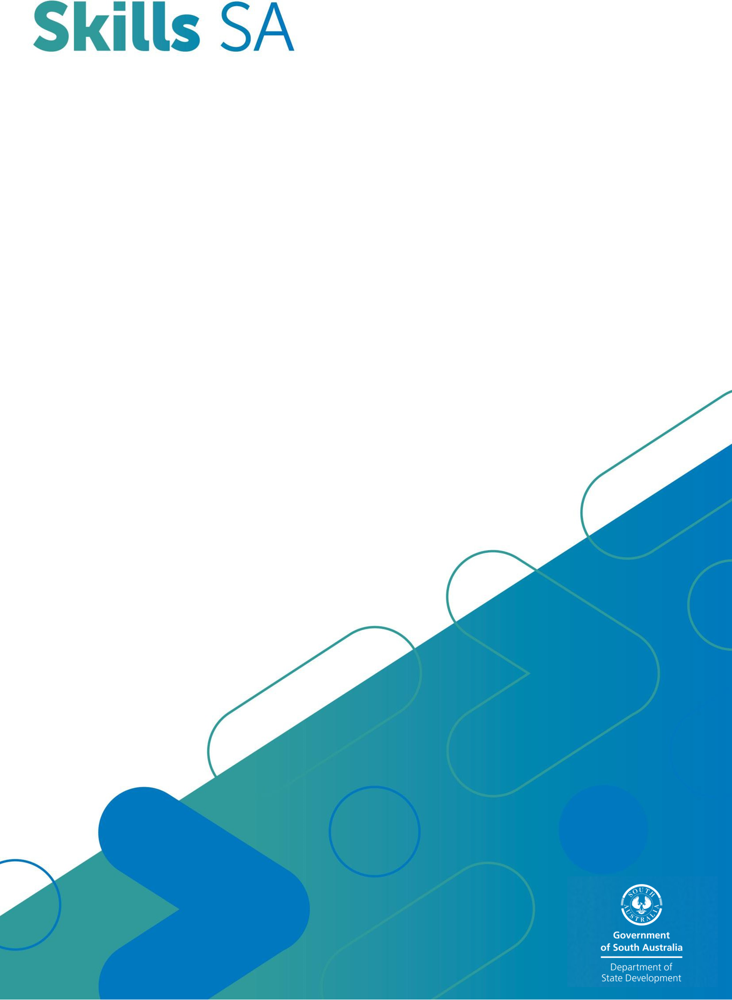 Skills SA
SOUTH
AUSTRALIA
Government
of South Australia
Department of
State Development